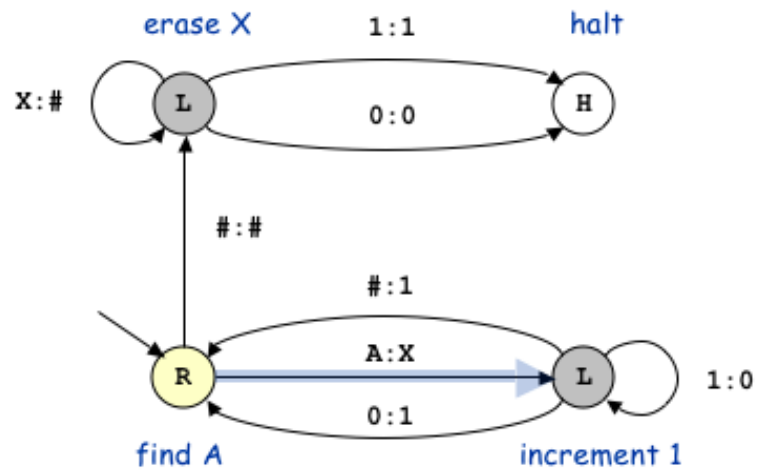 erase X
1:1
halt
X:#
L
H
0:0
#:#
#:1
A:X
R
L
1:0
0:1
find A
increment 1